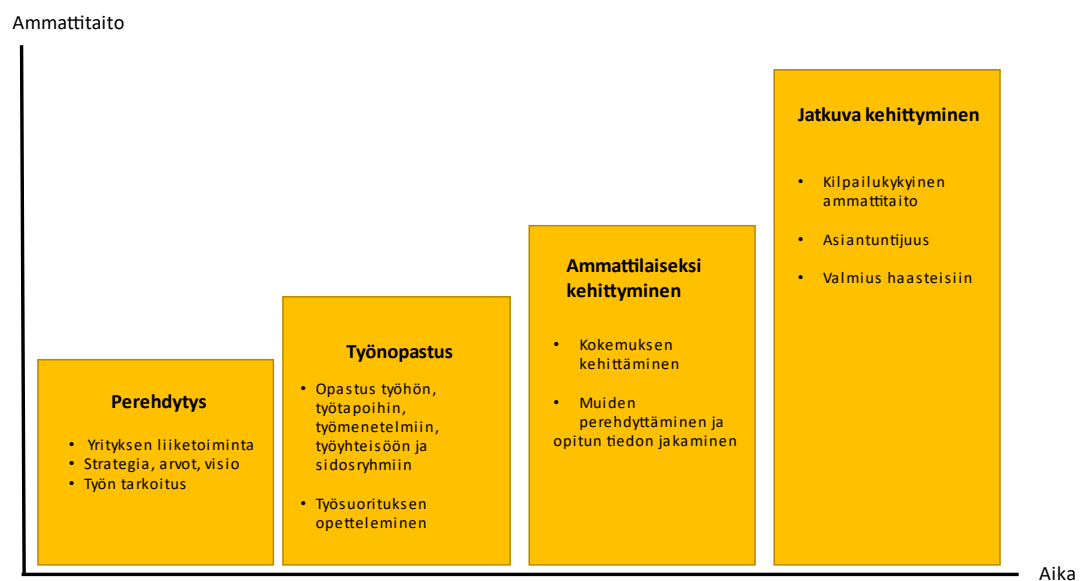 Ammattitaito
Perehdytys
• Yrityksen liiketoiminta
• Strategia, arvot, visio
• Työn tarkoitus
Työnopastus
• Opastus työhön,
työtapoihin,
työmenetelmiin,
työyhteisöön ja
sidosryhmiin
• Työsuorituksen
opetteleminen
Ammattilaiseksi
kehittyminen
• Kokemuksen
kehittäminen
• Muiden
perehdyttäminen ja
opitun tiedon jakaminen
Jatkuva kehittyminen
• Kilpailukykyinen
ammattitaito
• Asiantuntijuus
• Valmius haasteisiin
Aika